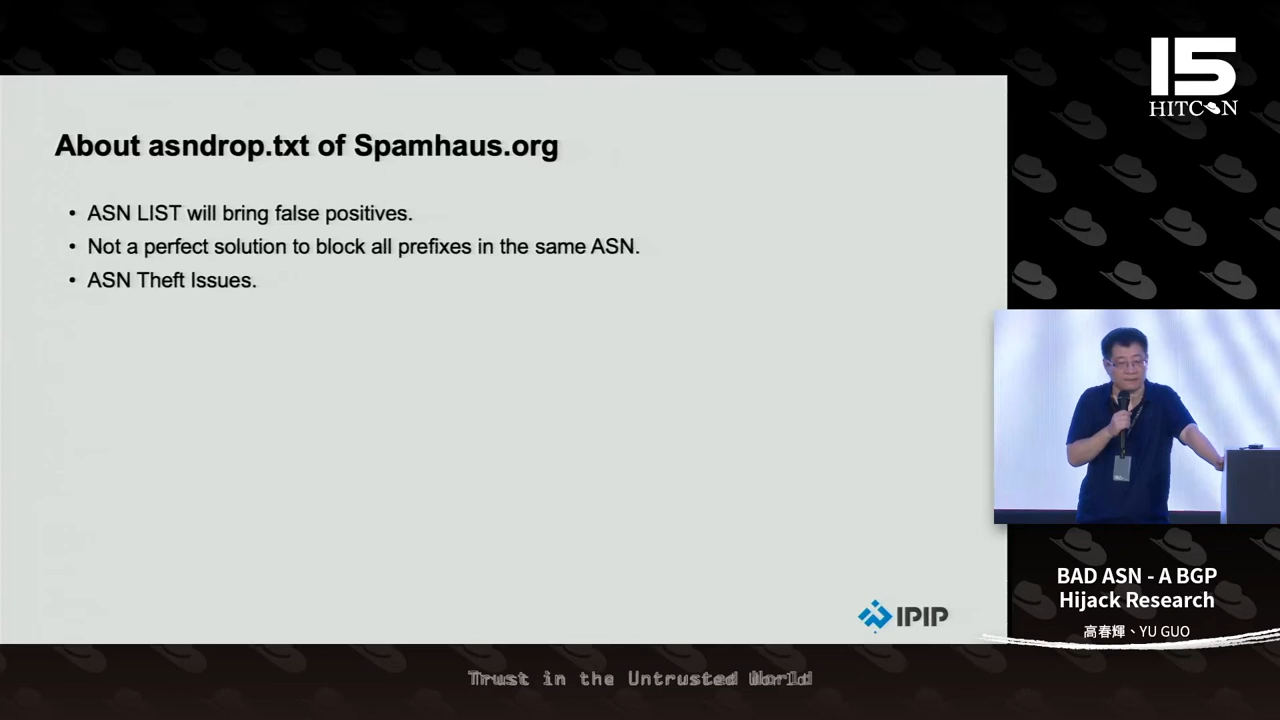 About asndrop.txt of Spamhaus.org
• ASN LIST will bring false positives.
• Not a perfect solution to block all prefixes in the same ASN.
• ASN Theft Issues.
IPIP
15
HITCON
BAD ASN - A BGP
Hijack Research
高春輝、YU GUO
Trust in the Untrusted World